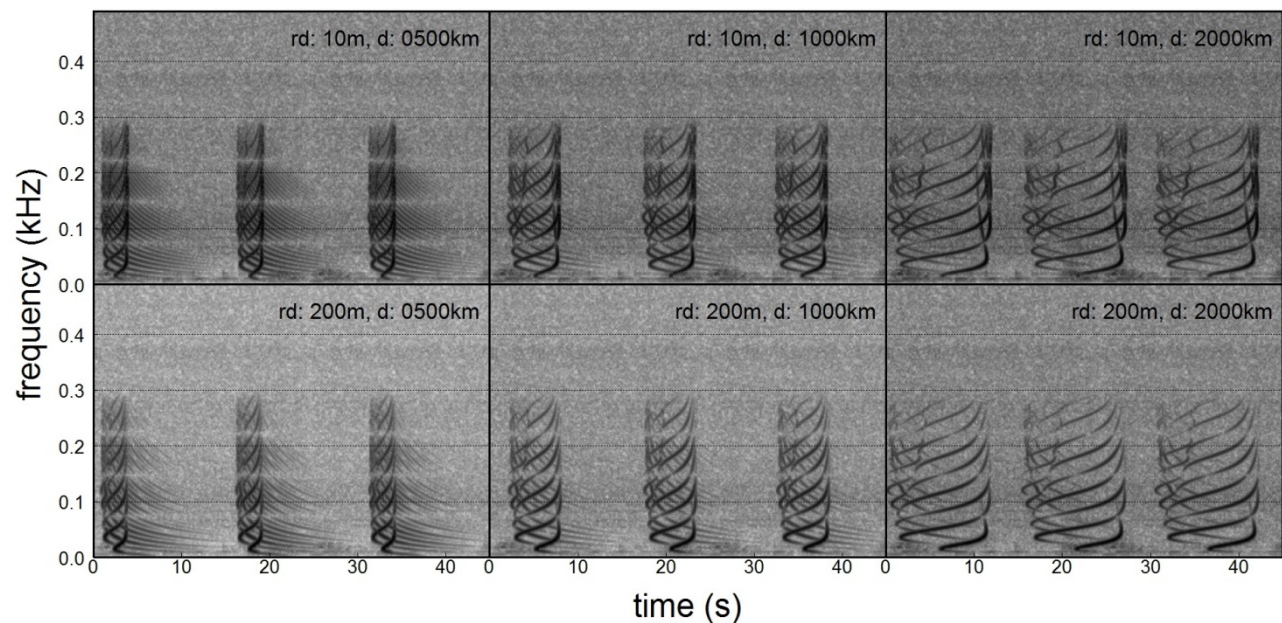 rd: 10m, d: 0500km
rd: 10m, d: 1000km
rd: 10m, d: 2000km
0.4
0.3
0.2
0.1
0.0
rd: 200m, d: 0500km
rd: 200m, d: 1000km
rd: 200m, d: 2000km
0.4
0.3
0.2
0.1
0.0
frequency (kHz)
0 10 20 30 40 0 10 20 30 40 0 10 20 30 40
time (s)